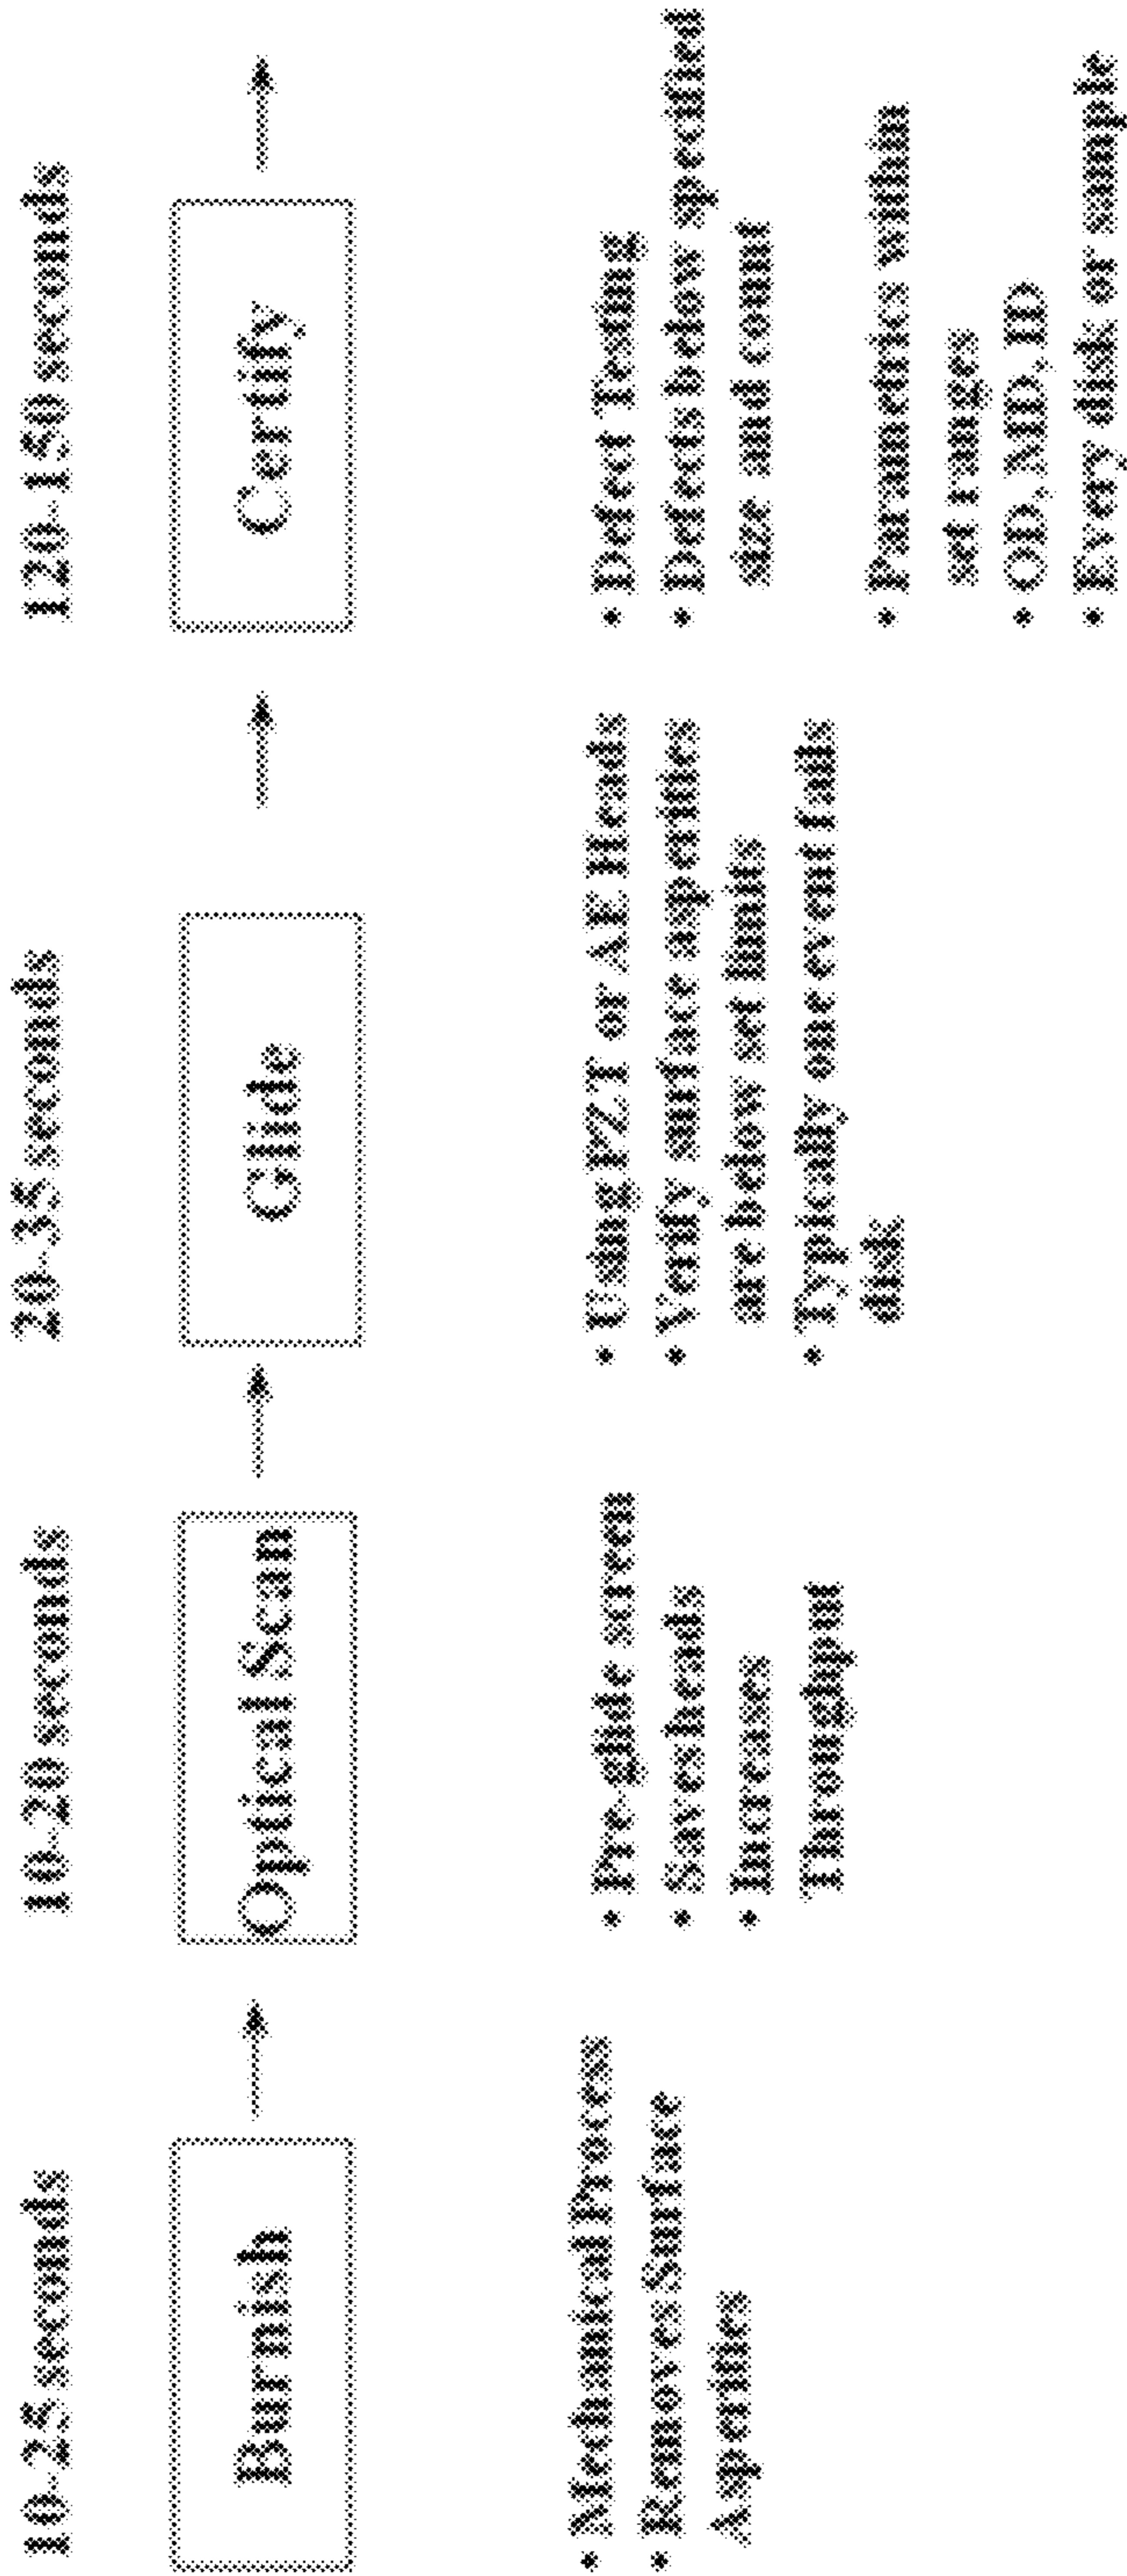 10-25 seconds
Burnish
• Mechanical Process
• Removes Surface
Asperities
10-20 seconds
Optical Scan
• Pre-glide screen
• Saves heads
• Increases
Throughput
20-35 seconds
Glide
• Using PZT or AE Heads
• Verify surface asperities
are below set limits
• Typically one event fails
disk
120-150 seconds
Certify
• Defect Testing
• Defects below specified
size and count
• Parametrics within
set ranges
• OD, MD, ID
• Every disk or sample